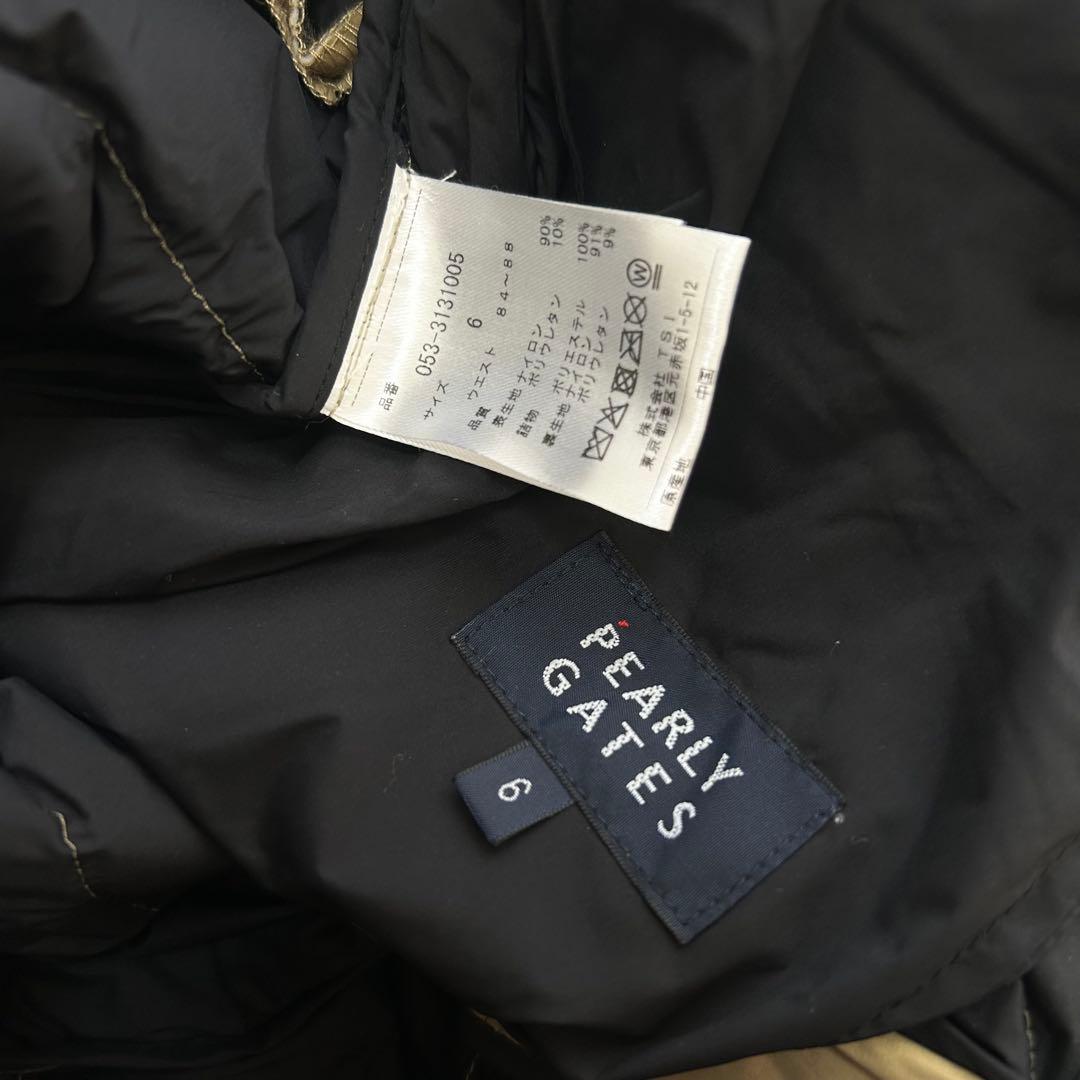 品番 053-3131005
サイズ 6
品質 ウエスト 84～88
表生地 ナイロン 90%
ポリウレタン 10%
詰物 ポリエステル 100%
裏生地 ナイロン 91%
ポリウレタン 9%
W
株式会社 TSI
東京都港区元赤坂1-5-12
原産地 中国
PEARLY
GATES
6